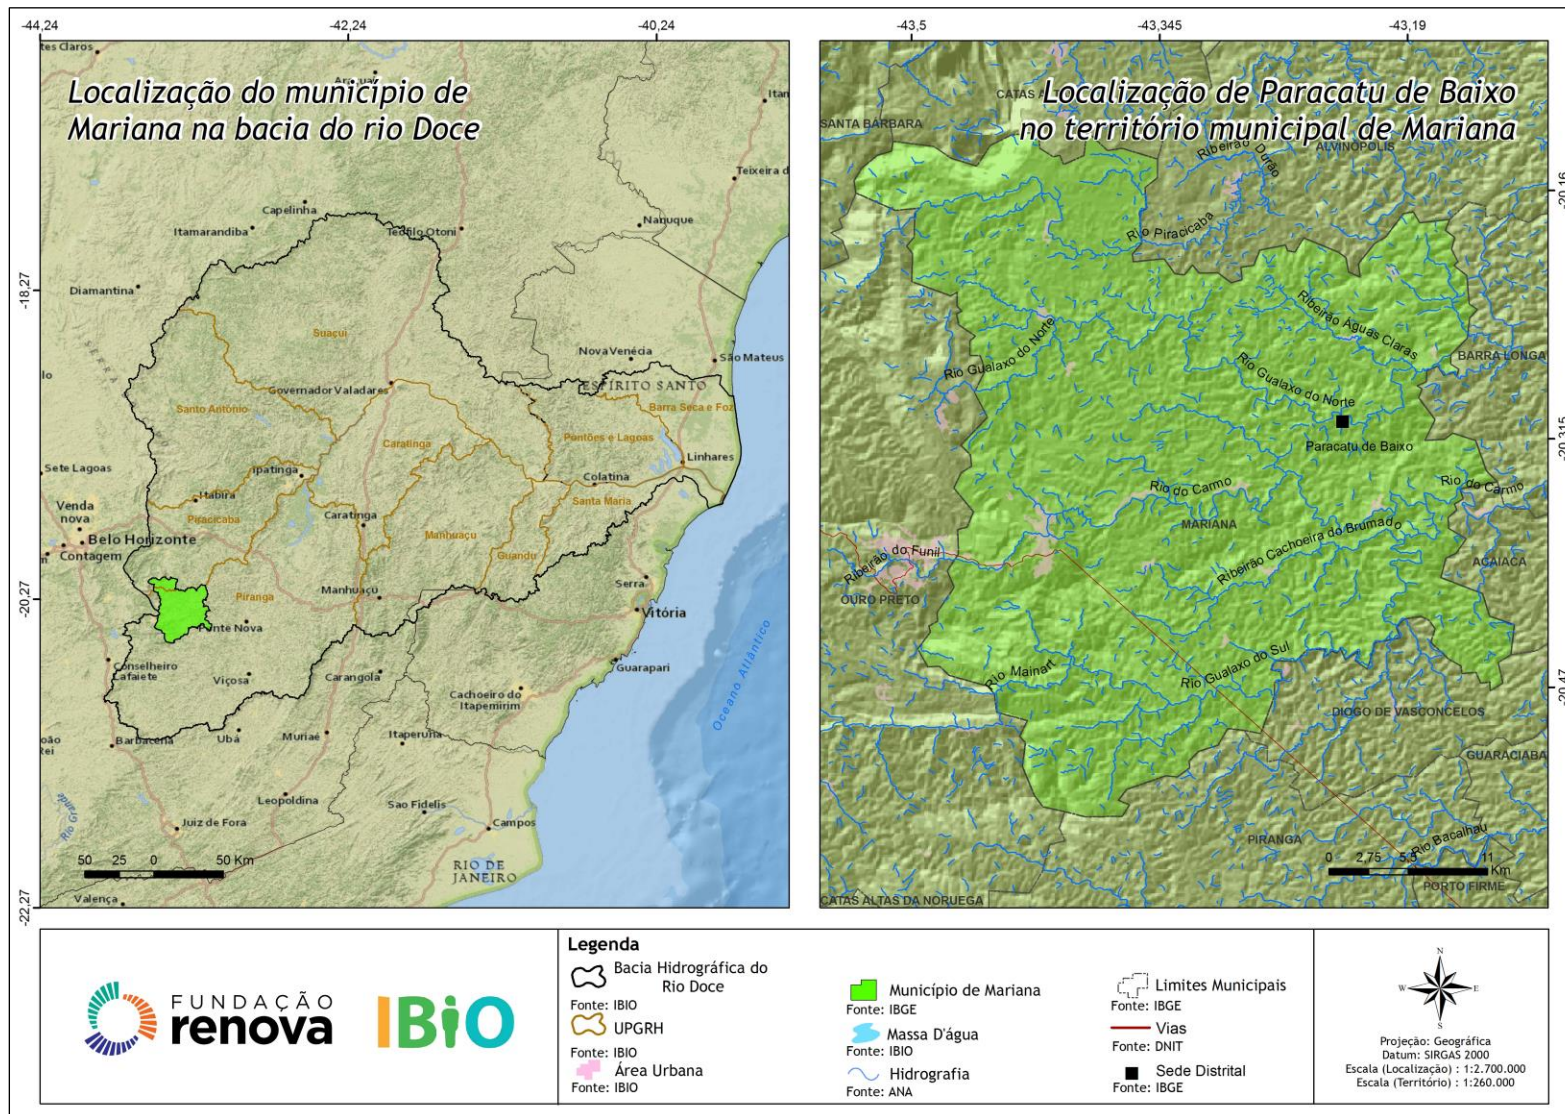 -44,24
-42,24
-40,24
-18,27
-20,27
-22,27
Localização do município de
Mariana na bacia do rio Doce
tes Claros
Teixeira d
Capelinha
Itamarandiba
Teófilo Otoni
Nanuque
Diamantina
Suaçuí
Nova Venécia
São Mateus
Governador Valadares
ESPÍRITO SANTO
Santo Antônio
Barra Seca e Foz
Caratinga
Pontões e Lagoas
Sete Lagoas
Ipatinga
Linhares
Itabira
Colatina
Venda
nova
Piracicaba
Caratinga
Santa Maria
Belo Horizonte
Manhuaçu
Contagem
Guandu
Serra
Piranga
Manhuaçu
Vitória
Ponte Nova
Conselheiro
Lafaiete
Viçosa
Carangola
Guarapari
Cachoeiro do
Itapemirim
Oceano Atlântico
Barbacena
Ubá
Muriaé
Itaperuna
Leopoldina
Sao Fidelis
Rio Grande
Juiz de Fora
Campos
50 25 0 50 Km
RIO DE
JANEIRO
Valença
-43,5
-43,345
-43,19
-20,16
-20,315
-20,47
Localização de Paracatu de Baixo
no território municipal de Mariana
SANTA BÁRBARA
ALVINÓPOLIS
Ribeirão Durão
Rio Piracicaba
Ribeirão Águas Claras
Rio Gualaxo do Norte
BARRA LONGA
Rio Gualaxo do Norte
Paracatu de Baixo
Rio do Carmo
Rio do Carmo
MARIANA
Ribeirão Cachoeira do Brumado
Ribeirão do Funil
ACAIACA
OURO PRETO
Rio Mainart
Rio Gualaxo do Sul
DIOGO DE VASCONCELOS
GUARACIABA
PIRANGA
Rio Bacalhau
0 2,75 5,5 11
Km
PORTO FIRME
CATAS ALTAS DA NORUEGA
FUNDAÇÃO
renova
IBiO
Legenda
Bacia Hidrográfica do
Rio Doce
Fonte: IBIO
UPGRH
Fonte: IBIO
Área Urbana
Fonte: IBIO
Município de Mariana
Fonte: IBGE
Massa D'água
Fonte: IBIO
Hidrografia
Fonte: ANA
Limites Municipais
Fonte: IBGE
Vias
Fonte: DNIT
Sede Distrital
Fonte: IBGE
N
W E
S
Projeção: Geográfica
Datum: SIRGAS 2000
Escala (Localização) : 1:2.700.000
Escala (Território) : 1:260.000